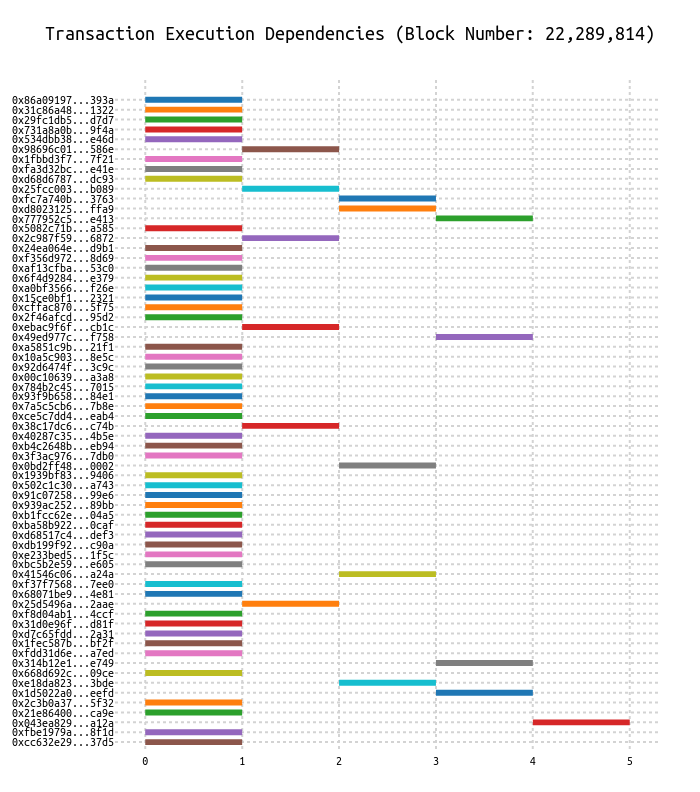 Transaction Execution Dependencies (Block Number: 22,289,814)
0x86a09197...393a
0x31c86a48...1322
0x29fc1db5...d7d7
0x731a8a0b...9f4a
0x534dbb38...e46d
0x98696c01...586e
0x1fbbd3f7...7f21
0xfa3d32bc...e41e
0xd68d6787...dc93
0x25fcc003...b089
0xfc7a740b...3763
0xd8023125...ffa9
0x777952c5...e413
0x5082c71b...a585
0x2c987f59...6872
0x24ea064e...d9b1
0xf356d972...8d69
0xaf13cfba...53c0
0x6f4d9284...e379
0xa0bf3566...f26e
0x15ce0bf1...2321
0xcffac870...5f75
0x2f46afcd...95d2
0xebac9f6f...cb1c
0x49ed977c...f758
0xa5851c9b...21f1
0x10a5c903...8e5c
0x92d6474f...3c9c
0x00c10639...a3a8
0x784b2c45...7015
0x93f9b658...84e1
0x7a5c5cb6...7b8e
0xce5c7dd4...eab4
0x38c17dc6...c74b
0x40287c35...4b5e
0xb4c2648b...eb94
0x3f3ac976...7db0
0x0bd2ff48...0002
0x1939bf83...9406
0x502c1c30...a743
0x91c07258...99e6
0x939ac252...89bb
0xb1fcc62e...04a5
0xba58b922...0caf
0xd68517c4...def3
0xdb199f92...c90a
0xe233bed5...1f5c
0xbc5b2e59...e605
0x41546c06...a24a
0xf37f7568...7ee0
0x68071be9...4e81
0x25d5496a...2aae
0xf8d04ab1...4ccf
0x31d0e96f...d81f
0xd7c65fdd...2a31
0x1fec587b...bf2f
0xfdd31d6e...a7ed
0x314b12e1...e749
0x668d692c...09ce
0xe18da823...3bde
0x1d5022a0...eefd
0x2c3b0a37...5f32
0x21e86400...ca9e
0x043ea829...a12a
0xfbe1979a...8f1d
0xcc632e29...37d5
0 1 2 3 4 5